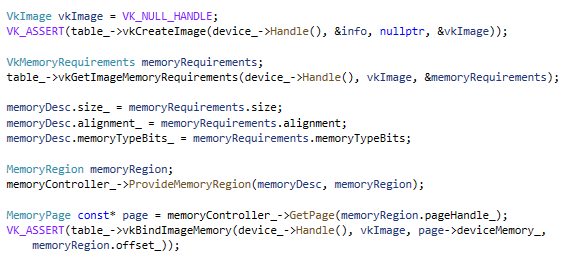 VkImage vkImage = VK_NULL_HANDLE;
VK_ASSERT(table_->vkCreateImage(device_->Handle(), &info, nullptr, &vkImage));
VkMemoryRequirements memoryRequirements;
table_->vkGetImageMemoryRequirements(device_->Handle(), vkImage, &memoryRequirements);
memoryDesc.size_ = memoryRequirements.size;
memoryDesc.alignment_ = memoryRequirements.alignment;
memoryDesc.memoryTypeBits_ = memoryRequirements.memoryTypeBits;
MemoryRegion memoryRegion;
memoryController_->ProvideMemoryRegion(memoryDesc, memoryRegion);
MemoryPage const* page = memoryController_->GetPage(memoryRegion.pageHandle_);
VK_ASSERT(table_->vkBindImageMemory(device_->Handle(), vkImage, page->deviceMemory_,
memoryRegion.offset_));